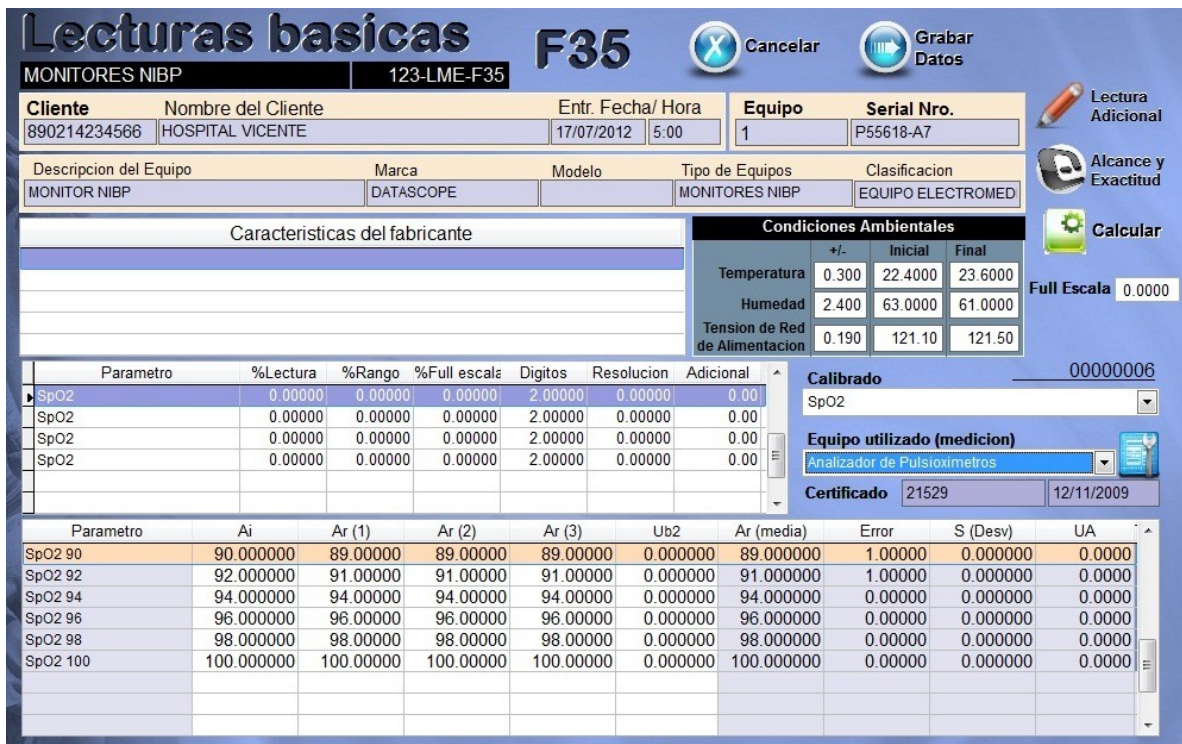 Lecturas basicas F35 Cancelar Grabar Datos
MONITORES NIBP 123-LME-F35
Cliente Nombre del Cliente Entr. Fecha/ Hora Equipo Serial Nro.
890214234566 HOSPITAL VICENTE 17/07/2012 5:00 1 P55618-A7
Lectura Adicional
Descripcion del Equipo Marca Modelo Tipo de Equipos Clasificacion
MONITOR NIBP DATASCOPE MONITORES NIBP EQUIPO ELECTROMED
Alcance y Exactitud
Caracteristicas del fabricante
Condiciones Ambientales
+/- Inicial Final
Temperatura 0.300 22.4000 23.6000
Humedad 2.400 63.0000 61.0000
Tension de Red de Alimentacion 0.190 121.10 121.50
Calcular
Full Escala 0.0000
Parametro %Lectura %Rango %Full escala Digitos Resolucion Adicional
SpO2 0.00000 0.00000 0.00000 2.00000 0.00000 0.00
SpO2 0.00000 0.00000 0.00000 2.00000 0.00000 0.00
SpO2 0.00000 0.00000 0.00000 2.00000 0.00000 0.00
SpO2 0.00000 0.00000 0.00000 2.00000 0.00000 0.00
Calibrado 00000006
SpO2
Equipo utilizado (medicion)
Analizador de Pulsioximetros
Certificado 21529 12/11/2009
Parametro Ai Ar (1) Ar (2) Ar (3) Ub2 Ar (media) Error S (Desv) UA
SpO2 90 90.000000 89.00000 89.00000 89.00000 0.000000 89.000000 1.00000 0.000000 0.0000
SpO2 92 92.000000 91.00000 91.00000 91.00000 0.000000 91.000000 1.00000 0.000000 0.0000
SpO2 94 94.000000 94.00000 94.00000 94.00000 0.000000 94.000000 0.00000 0.000000 0.0000
SpO2 96 96.000000 96.00000 96.00000 96.00000 0.000000 96.000000 0.00000 0.000000 0.0000
SpO2 98 98.000000 98.00000 98.00000 98.00000 0.000000 98.000000 0.00000 0.000000 0.0000
SpO2 100 100.000000 100.00000 100.00000 100.00000 0.000000 100.000000 0.00000 0.000000 0.0000